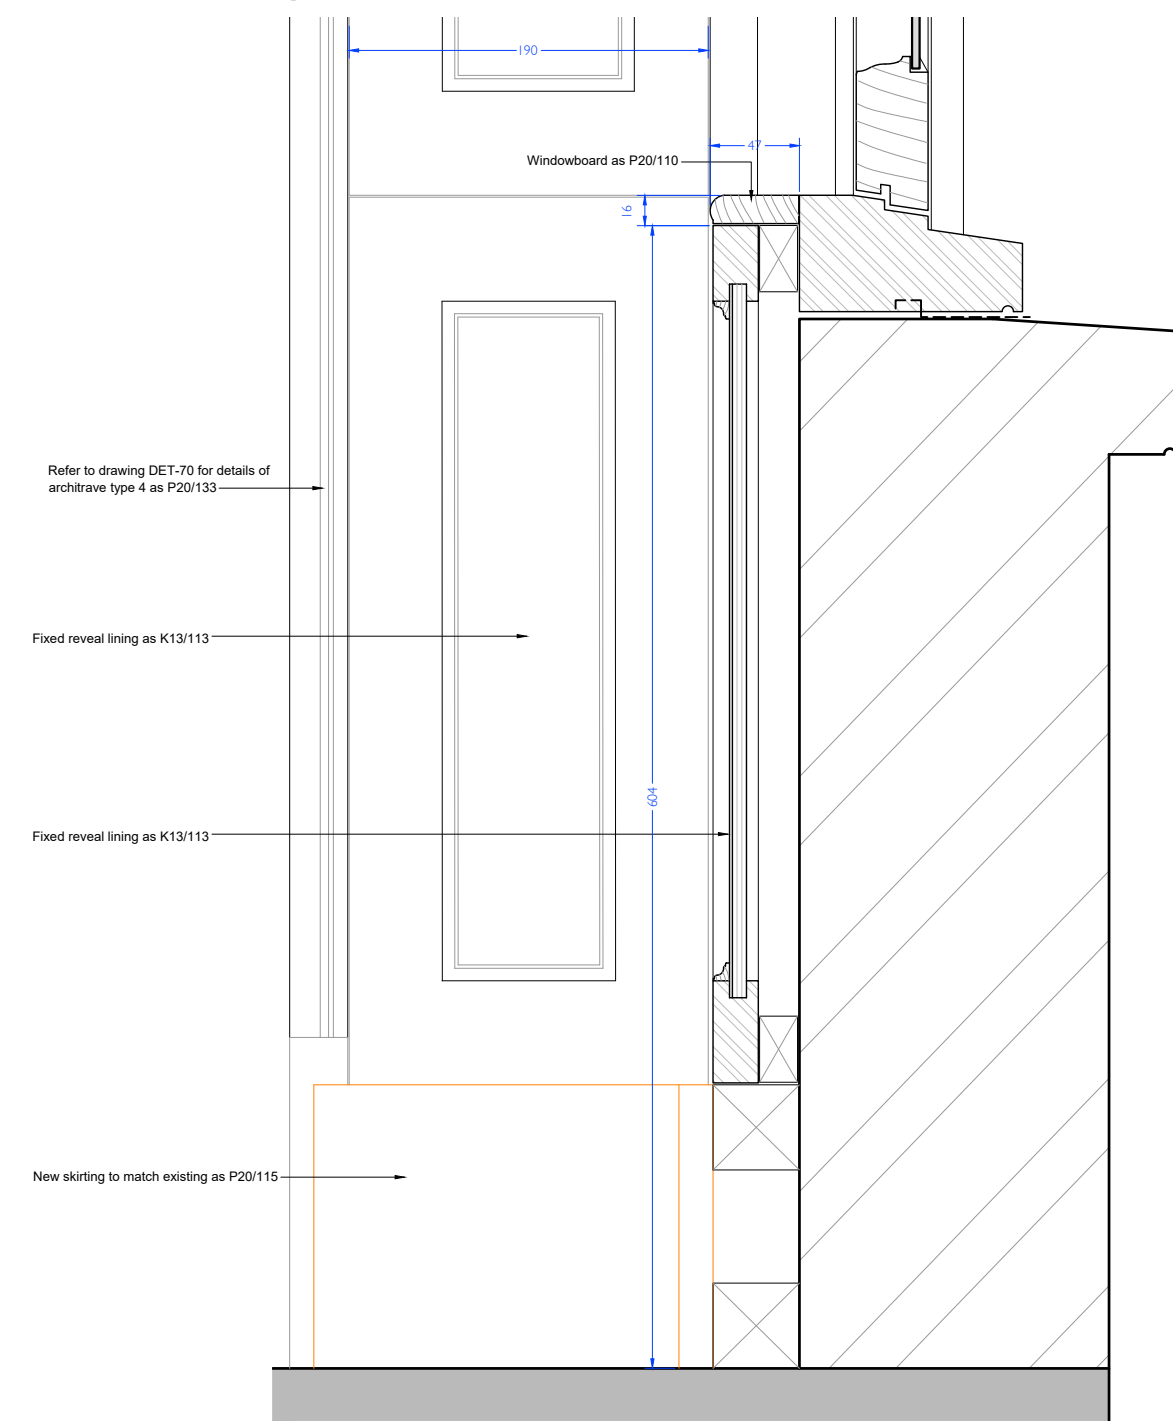 190
47
Windowboard as P20/110
16
Refer to drawing DET-70 for details of
architrave type 4 as P20/133
Fixed reveal lining as K13/113
604
Fixed reveal lining as K13/113
New skirting to match existing as P20/115